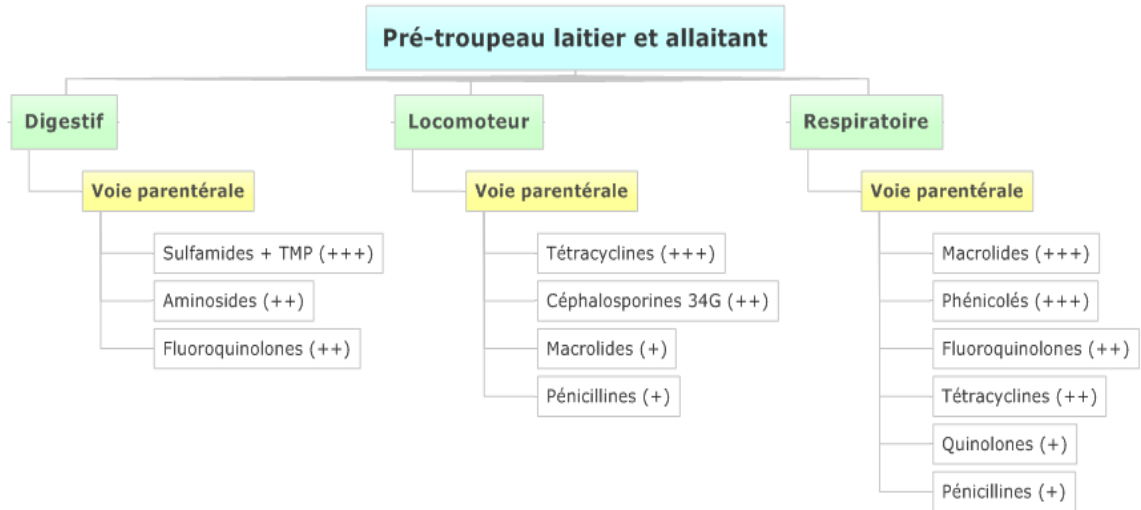 Pré-troupeau laitier et allaitant
Digestif
Voie parentérale
Sulfamides + TMP (+++)
Aminosides (++)
Fluoroquinolones (++)
Locomoteur
Voie parentérale
Tétracyclines (+++)
Céphalosporines 34G (++)
Macrolides (+)
Pénicillines (+)
Respiratoire
Voie parentérale
Macrolides (+++)
Phénicolés (+++)
Fluoroquinolones (++)
Tétracyclines (++)
Quinolones (+)
Pénicillines (+)